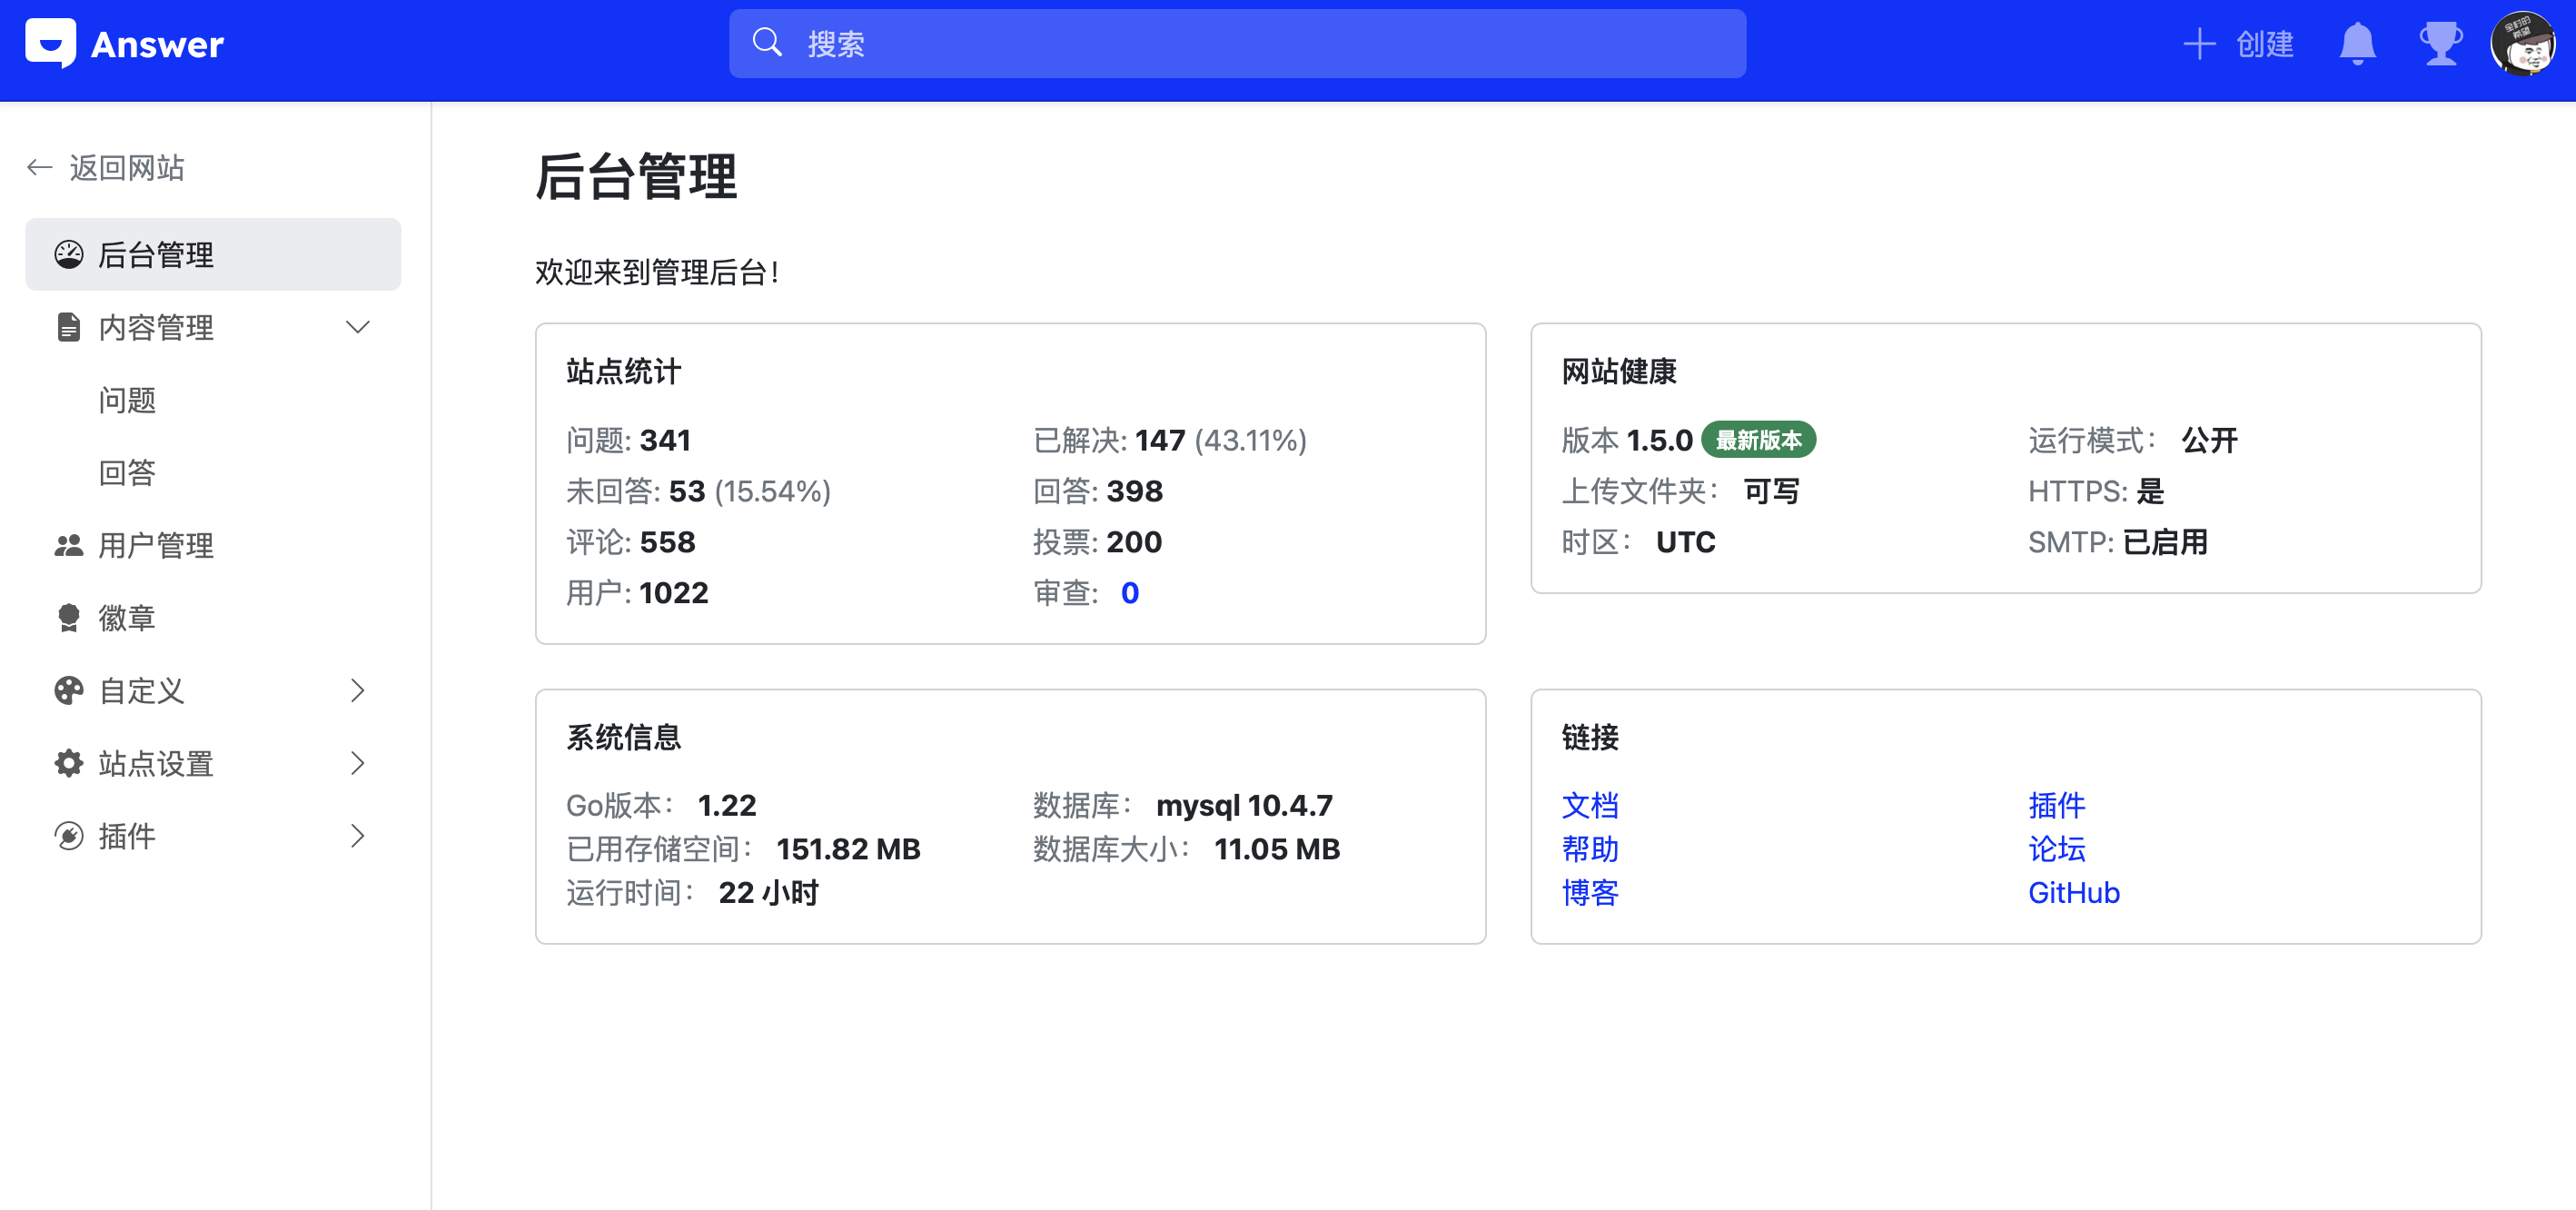 Answer
搜索
创建
全村的
希望
返回网站
后台管理
内容管理
问题
回答
用户管理
徽章
自定义
站点设置
插件
后台管理
欢迎来到管理后台！
站点统计
问题: 341
已解决: 147 (43.11%)
未回答: 53 (15.54%)
回答: 398
评论: 558
投票: 200
用户: 1022
审查: 0
网站健康
版本 1.5.0 最新版本
运行模式： 公开
上传文件夹： 可写
HTTPS: 是
时区： UTC
SMTP: 已启用
系统信息
Go版本： 1.22
数据库： mysql 10.4.7
已用存储空间： 151.82 MB
数据库大小： 11.05 MB
运行时间： 22 小时
链接
文档
插件
帮助
论坛
博客
GitHub